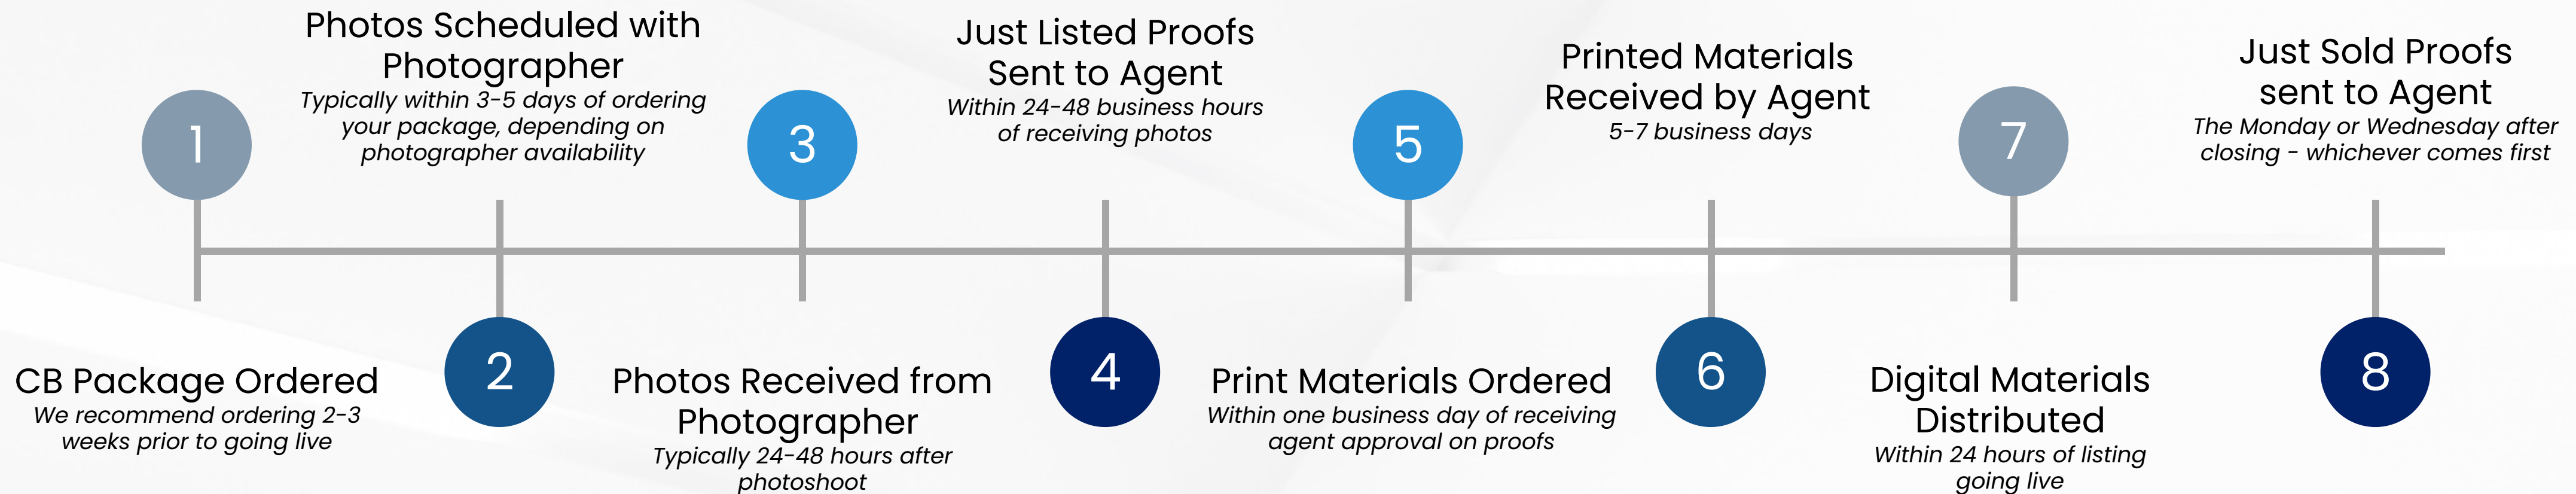 1
CB Package Ordered
We recommend ordering 2-3
weeks prior to going live
Photos Scheduled with
Photographer
Typically within 3-5 days of ordering
your package, depending on
photographer availability
2
3
Photos Received from
Photographer
Typically 24-48 hours after
photoshoot
Just Listed Proofs
Sent to Agent
Within 24-48 business hours
of receiving photos
4
5
Print Materials Ordered
Within one business day of receiving
agent approval on proofs
Printed Materials
Received by Agent
5-7 business days
6
7
Digital Materials
Distributed
Within 24 hours of listing
going live
Just Sold Proofs
sent to Agent
The Monday or Wednesday after
closing - whichever comes first
8